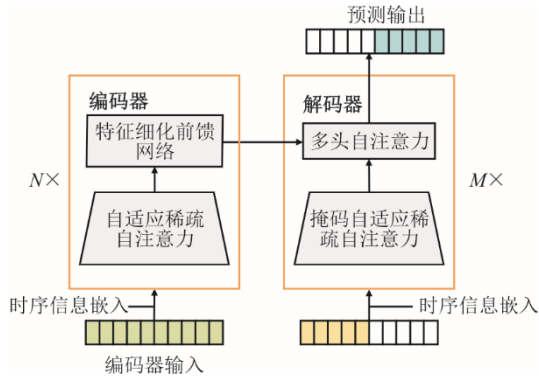 预测输出
编码器
解码器
特征细化前馈
网络
多头自注意力
N×
M×
自适应稀疏
自注意力
掩码自适应稀
疏自注意力
时序信息嵌入
时序信息嵌入
编码器输入